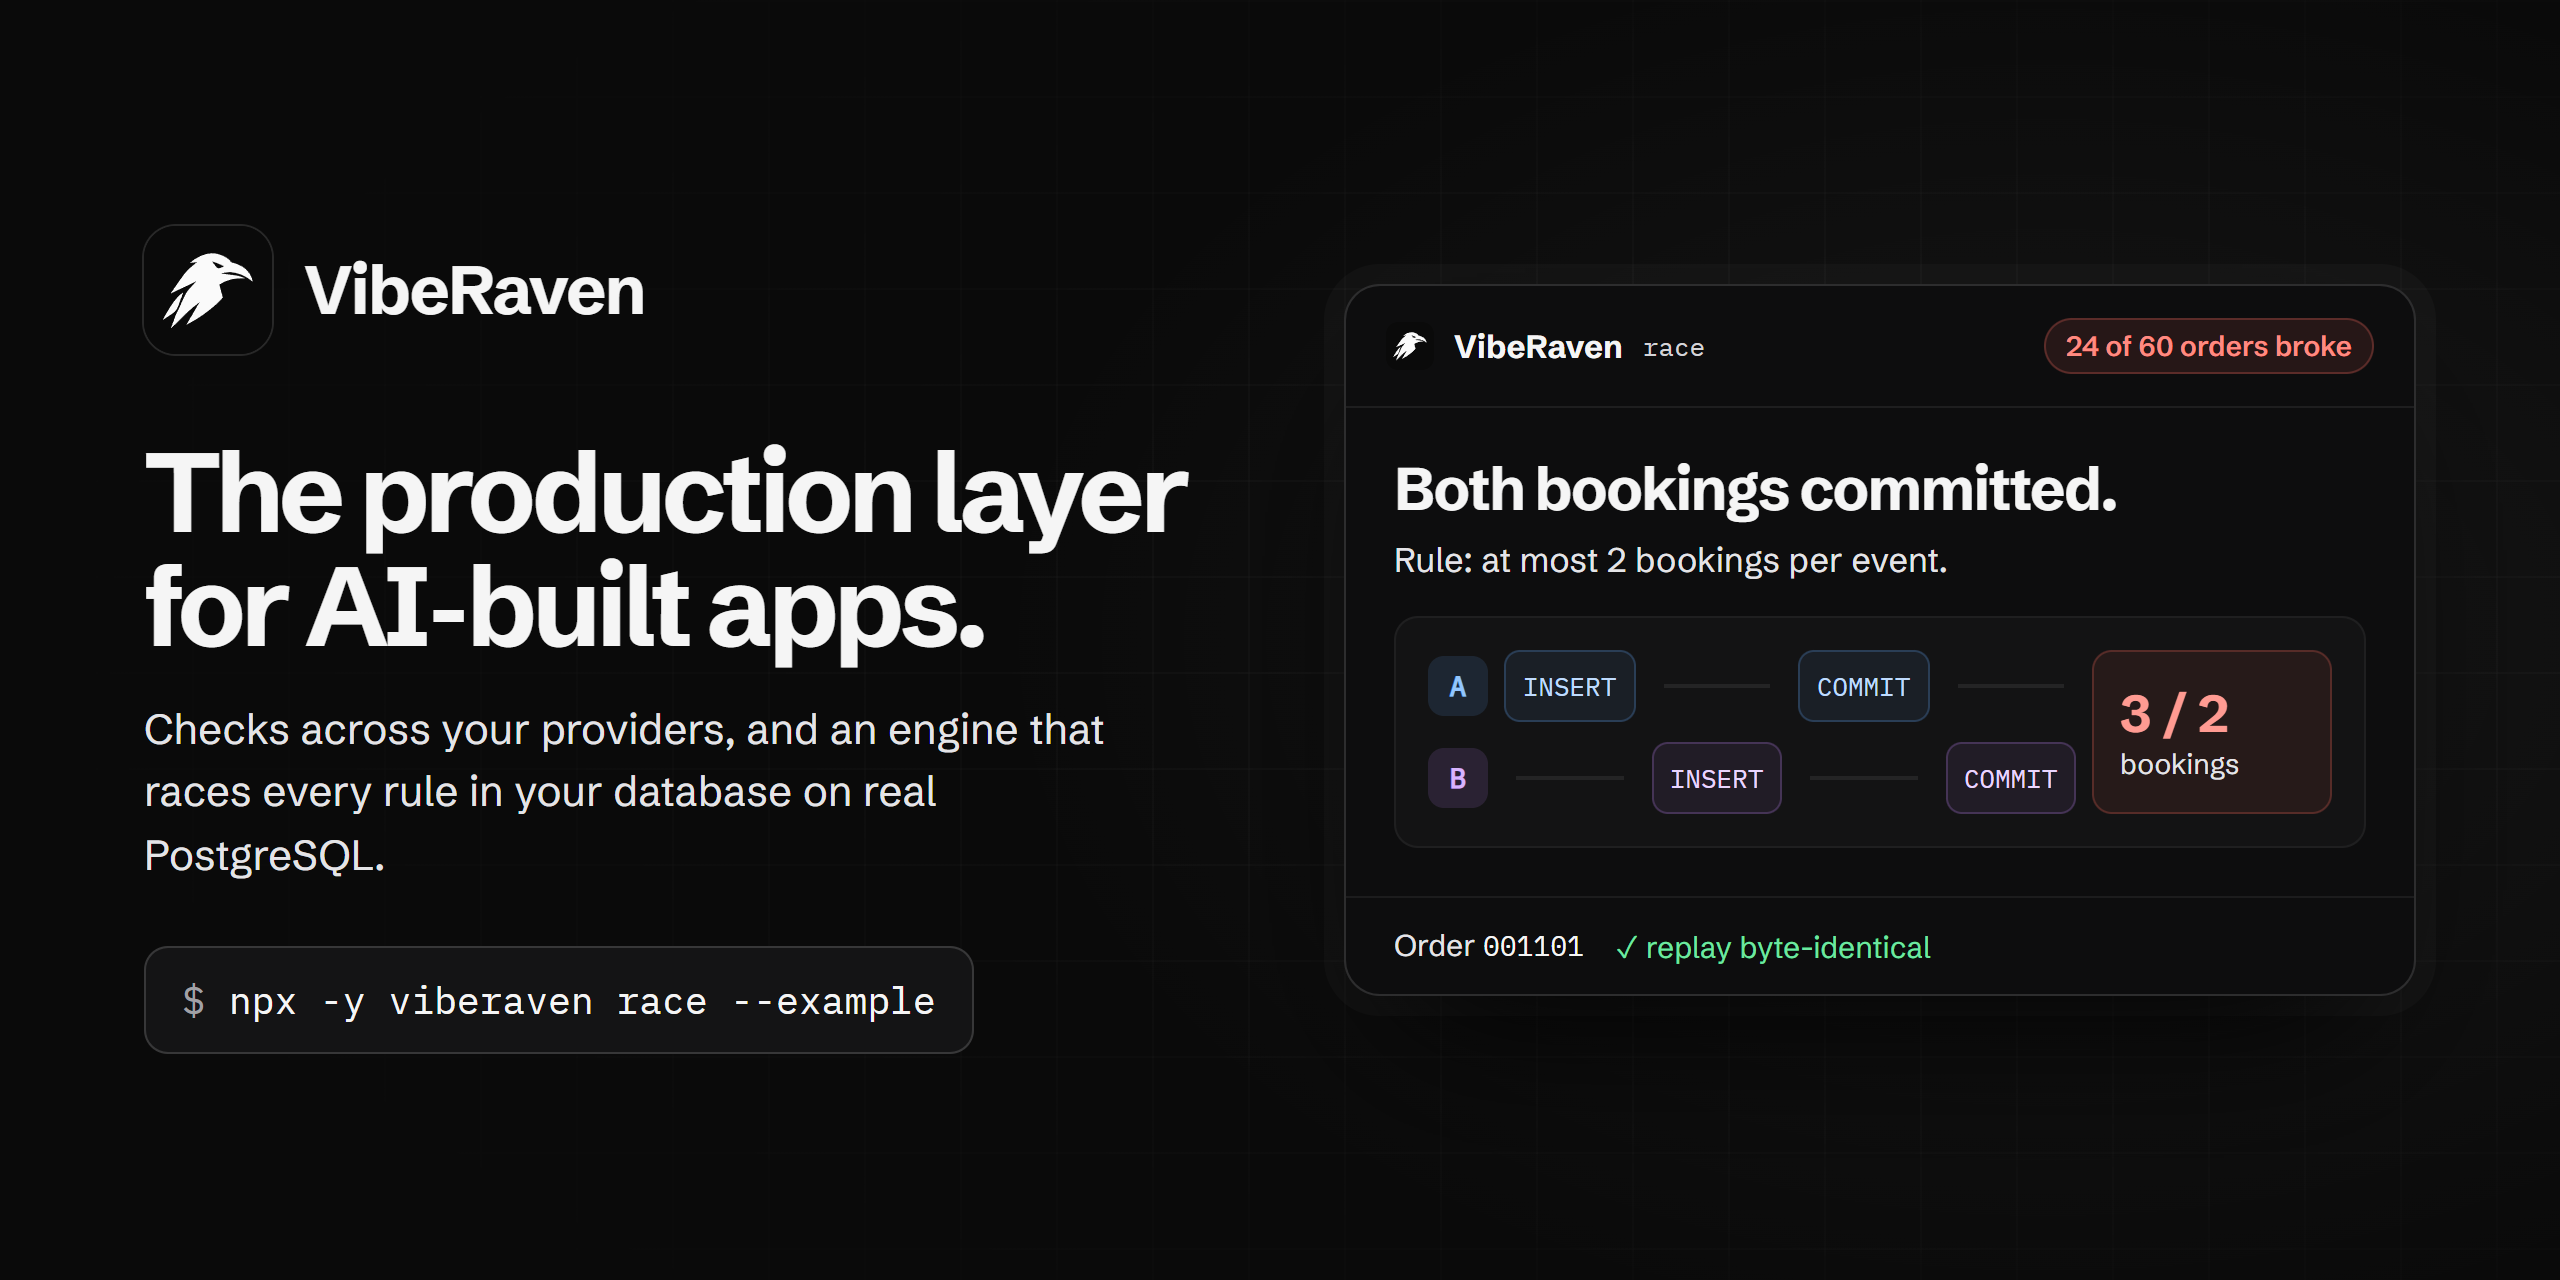 VibeRaven
The production layer
for AI-built apps.
Checks across your providers, and an engine that
races every rule in your database on real
PostgreSQL.
$ npx -y viberaven race --example
VibeRaven race
24 of 60 orders broke
Both bookings committed.
Rule: at most 2 bookings per event.
A INSERT COMMIT
B INSERT COMMIT
3 / 2
bookings
Order 001101 ✓ replay byte-identical